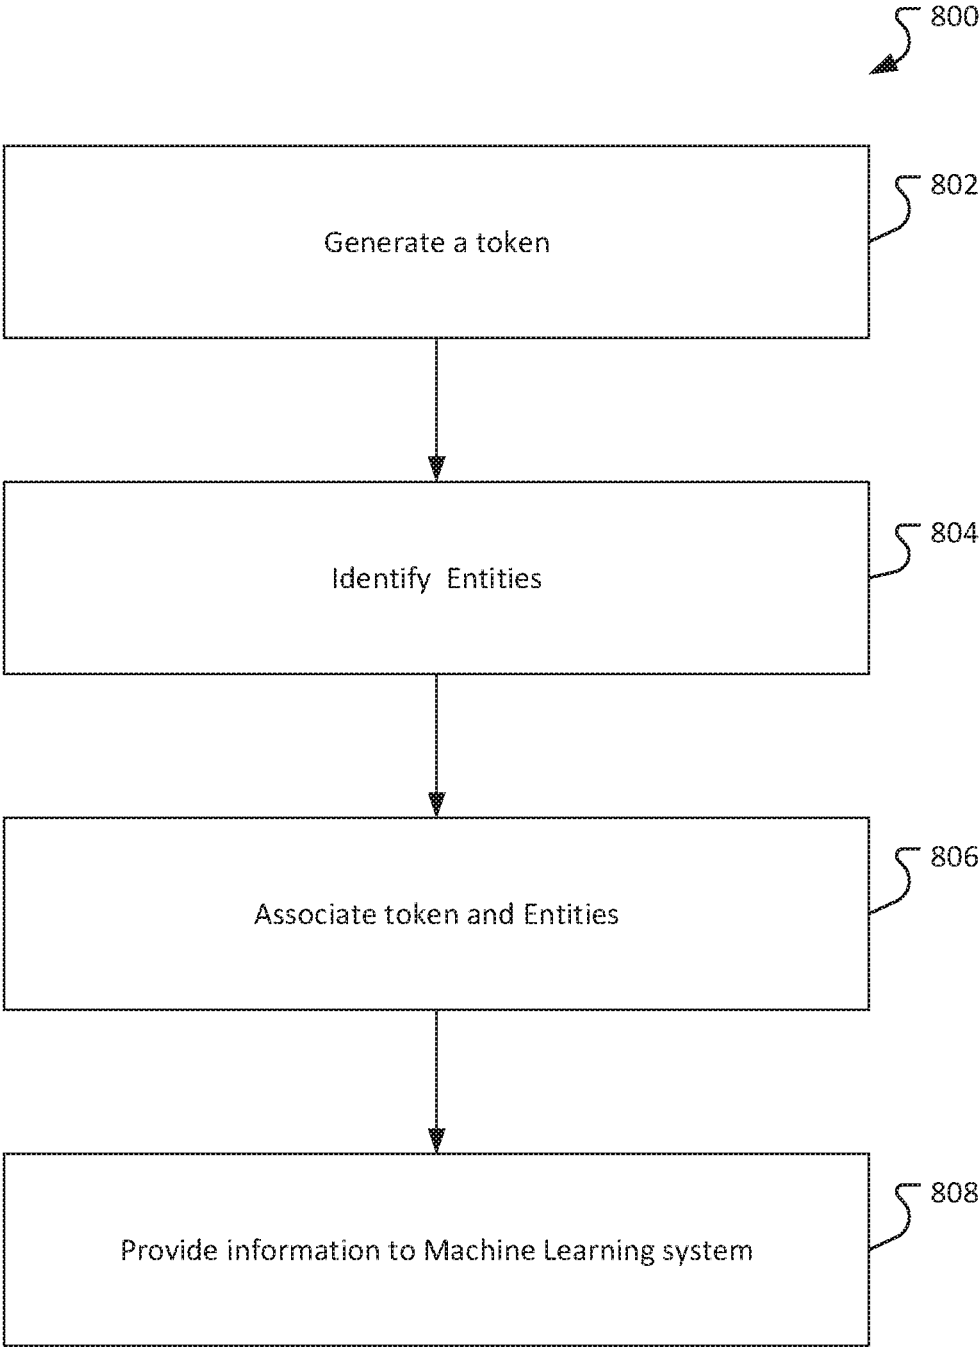 800
802
Generate a token
804
Identify Entities
806
Associate token and Entities
808
Provide information to Machine Learning system